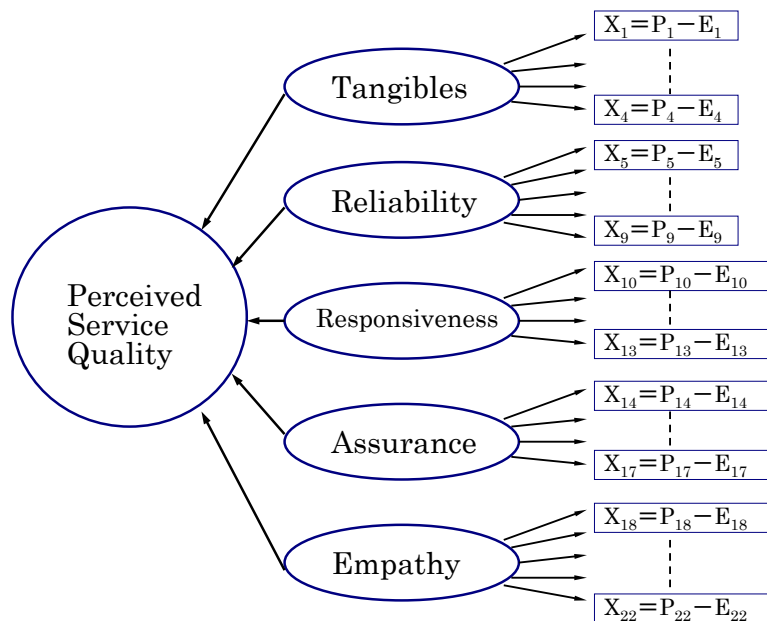 X₁=P₁−E₁
Tangibles
X₄=P₄−E₄
X₅=P₅−E₅
Reliability
X₉=P₉−E₉
Perceived
Service
Quality
X₁₀=P₁₀−E₁₀
Responsiveness
X₁₃=P₁₃−E₁₃
X₁₄=P₁₄−E₁₄
Assurance
X₁₇=P₁₇−E₁₇
X₁₈=P₁₈−E₁₈
Empathy
X₂₂=P₂₂−E₂₂